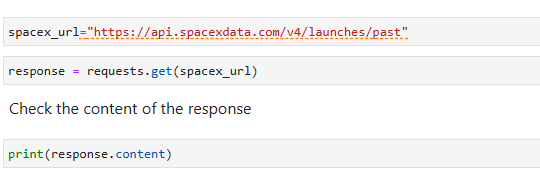 spacex_url="https://api.spacexdata.com/v4/launches/past"
response = requests.get(spacex_url)
Check the content of the response
print(response.content)